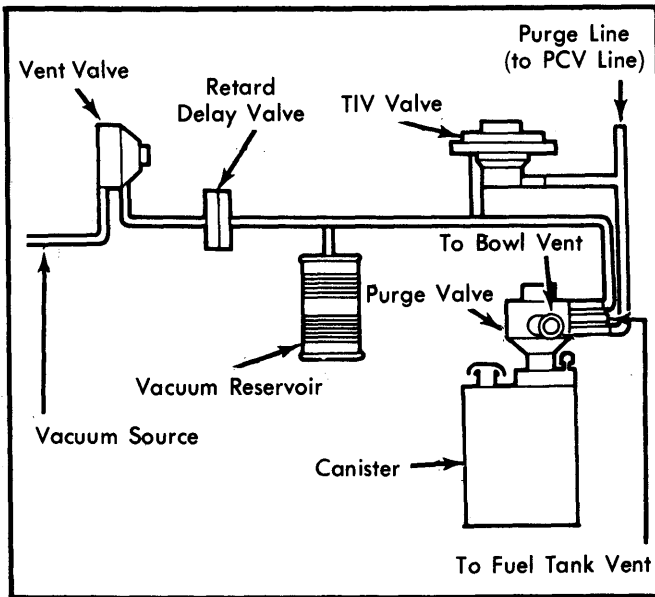 Purge Line
(to PCV Line)
Vent Valve
Retard
Delay Valve
TIV Valve
To Bowl Vent
Purge Valve
Vacuum Reservoir
Vacuum Source
Canister
To Fuel Tank Vent